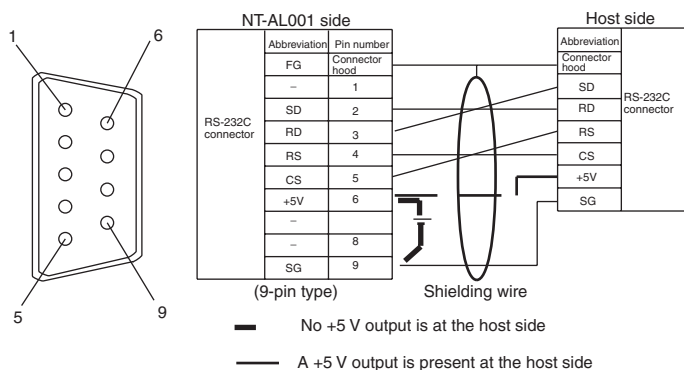 NT-AL001 side
Host side
1
6
5
9
RS-232C
connector
Abbreviation Pin number
FG Connector
hood
– 1
SD 2
RD 3
RS 4
CS 5
+5V 6
–
– 8
SG 9
Abbreviation
Connector
hood
SD
RD
RS
CS
+5V
SG
RS-232C
connector
(9-pin type)
Shielding wire
No +5 V output is at the host side
A +5 V output is present at the host side